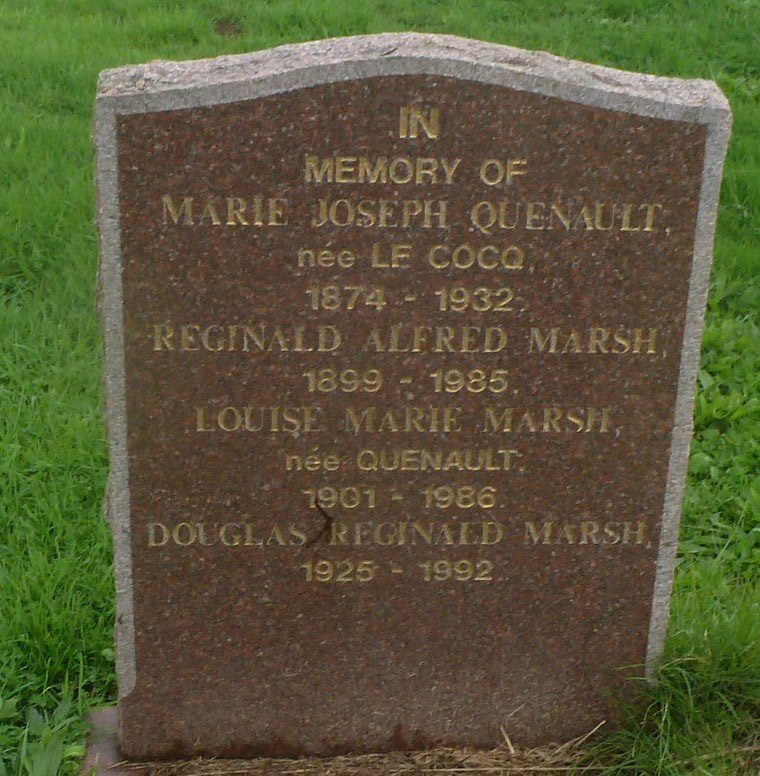 IN
MEMORY OF
MARIE JOSEPH QUENAULT,
née LE COCQ,
1874 - 1932,
REGINALD ALFRED MARSH,
1899 - 1985,
LOUISE MARIE MARSH,
née QUENAULT,
1901 - 1986.
DOUGLAS REGINALD MARSH,
1925 - 1992